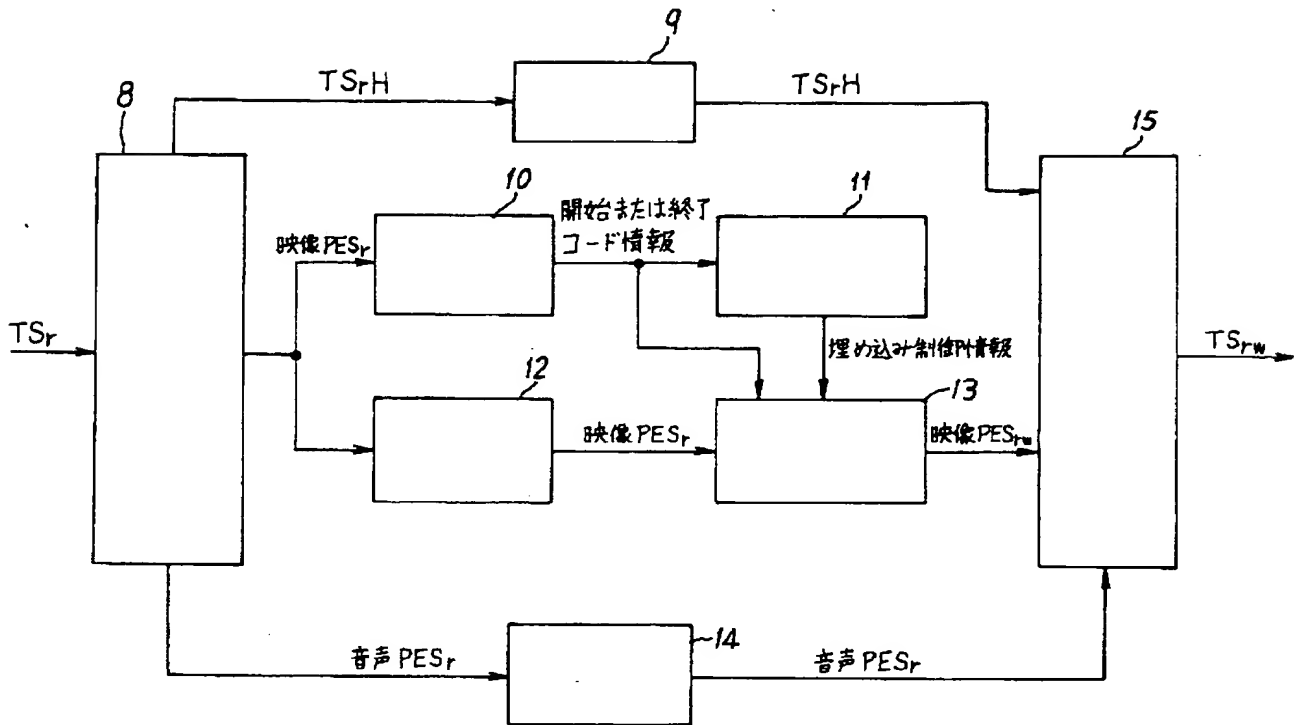 9
TSrH
TSrH
8
15
10
開始または終了
コード情報
11
映像PESr
TSr
埋め込み制御情報
TSrw
12
13
映像PESr
映像PESrw
14
音声PESr
音声PESr